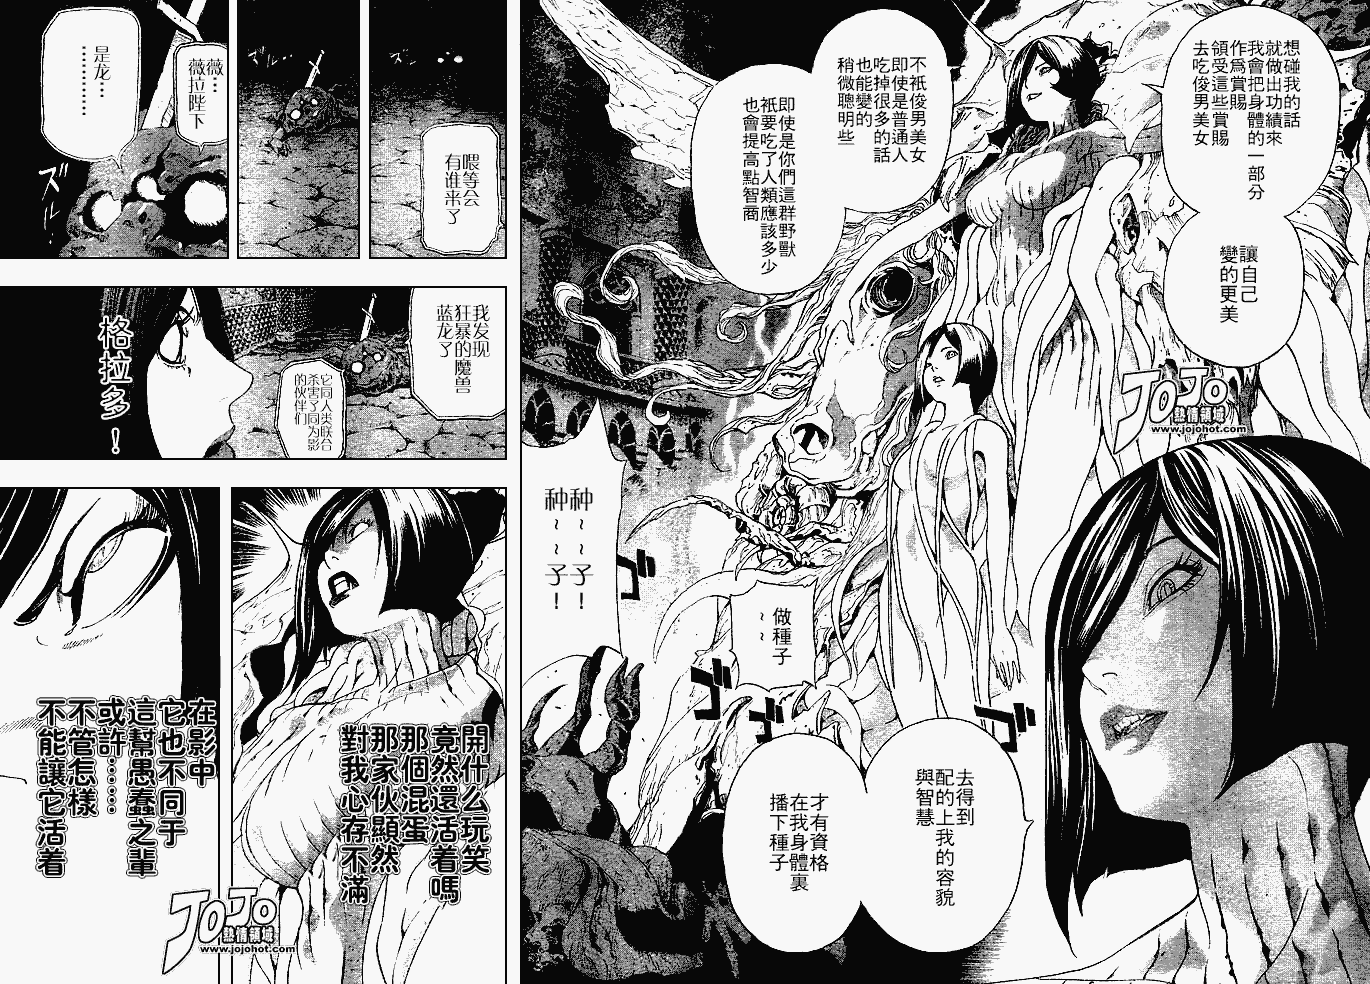 想碰我的话
就做出功績來
我會把身體的一部分
作爲賞賜
領受這些賞賜
去吃俊男美女
讓自己
變的更美
不祇俊男美女
即使是普通人
吃掉很多的話
也能變的
稍微聰明些
即使是你們這群野獸
衹要吃了人類應該多少
也會提高點智商
JOJO
熱情領域
www.jojohot.com
种～～子！
种～～子！
ゴ
做種子
～～
ゴ
ゴ
ゴ
去得到
配的上我的容貌
與智慧
才有資格
在我身體裏
播下種子
喂等会
有谁来了
ズ
ズ
薇…
薇拉陛下
是龙…
…………
我发现
狂暴的魔兽
蓝龙了
它同人类联合
杀害了同为影
的伙伴们
格拉多！
開什么玩笑
竟然還活着嗎
那個混蛋
那家伙顯然
對我心存不滿
在影中
它也不同于
這幫愚蠢之輩
或許……
不管怎樣
不能讓它活着
JOJO
熱情領域
www.jojohot.com